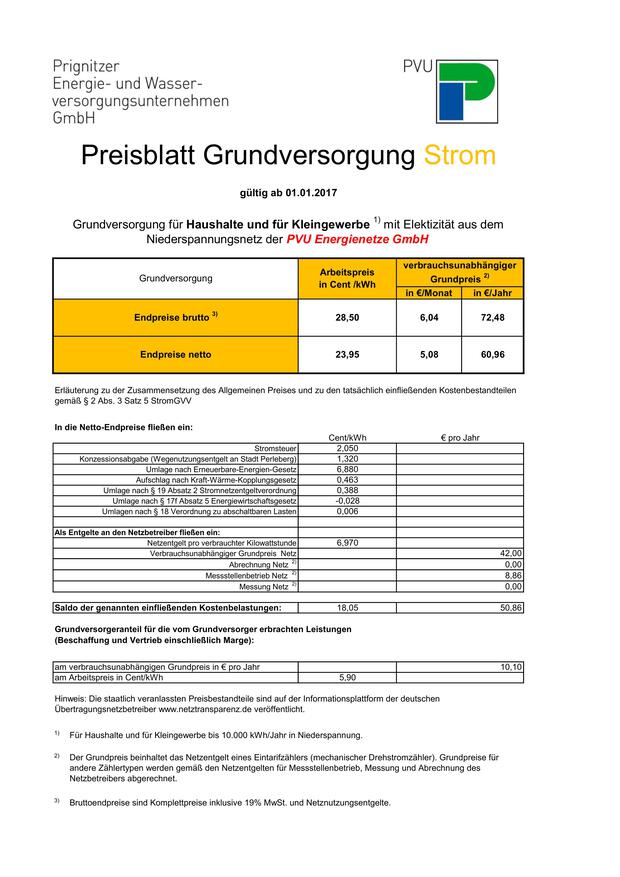 Prignitzer
Energie- und Wasser-
versorgungsunternehmen
GmbH
PVU
Preisblatt Grundversorgung Strom
gültig ab 01.01.2017
Grundversorgung für Haushalte und für Kleingewerbe 1) mit Elektizität aus dem
Niederspannungsnetz der PVU Energienetze GmbH
Grundversorgung
Arbeitspreis
in Cent /kWh
verbrauchsunabhängiger
Grundpreis 2)
in €/Monat in €/Jahr
Endpreise brutto 3) 28,50 6,04 72,48
Endpreise netto 23,95 5,08 60,96
Erläuterung zu der Zusammensetzung des Allgemeinen Preises und zu den tatsächlich einfließenden Kostenbestandteilen
gemäß § 2 Abs. 3 Satz 5 StromGVV
In die Netto-Endpreise fließen ein:
Cent/kWh € pro Jahr
Stromsteuer 2,050
Konzessionsabgabe (Wegenutzungsentgelt an Stadt Perleberg) 1,320
Umlage nach Erneuerbare-Energien-Gesetz 6,880
Aufschlag nach Kraft-Wärme-Kopplungsgesetz 0,463
Umlage nach § 19 Absatz 2 Stromnetzentgeltverordnung 0,388
Umlage nach § 17f Absatz 5 Energiewirtschaftsgesetz -0,028
Umlagen nach § 18 Verordnung zu abschaltbaren Lasten 0,006
Als Entgelte an den Netzbetreiber fließen ein:
Netzentgelt pro verbrauchter Kilowattstunde 6,970
Verbrauchsunabhängiger Grundpreis Netz 42,00
Abrechnung Netz 2) 0,00
Messstellenbetrieb Netz 2) 8,86
Messung Netz 2) 0,00
Saldo der genannten einfließenden Kostenbelastungen: 18,05 50,86
Grundversorgeranteil für die vom Grundversorger erbrachten Leistungen
(Beschaffung und Vertrieb einschließlich Marge):
am verbrauchsunabhängigen Grundpreis in € pro Jahr 10,10
am Arbeitspreis in Cent/kWh 5,90
Hinweis: Die staatlich veranlassten Preisbestandteile sind auf der Informationsplattform der deutschen
Übertragungsnetzbetreiber www.netztransparenz.de veröffentlicht.
1) Für Haushalte und für Kleingewerbe bis 10.000 kWh/Jahr in Niederspannung.
2) Der Grundpreis beinhaltet das Netzentgelt eines Eintarifzählers (mechanischer Drehstromzähler). Grundpreise für
andere Zählertypen werden gemäß den Netzentgelten für Messstellenbetrieb, Messung und Abrechnung des
Netzbetreibers abgerechnet.
3) Bruttoendpreise sind Komplettpreise inklusive 19% MwSt. und Netznutzungsentgelte.